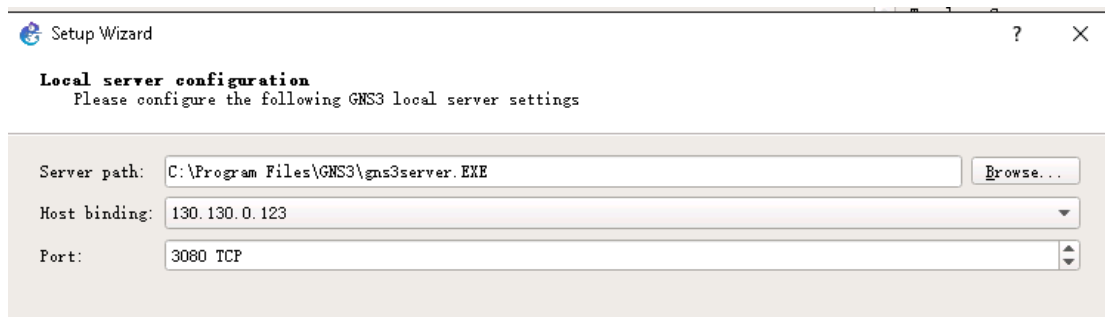 Setup Wizard
?
Local server configuration
Please configure the following GNS3 local server settings
Server path: C:\Program Files\GNS3\gns3server.EXE Browse...
Host binding: 130.130.0.123
Port: 3080 TCP